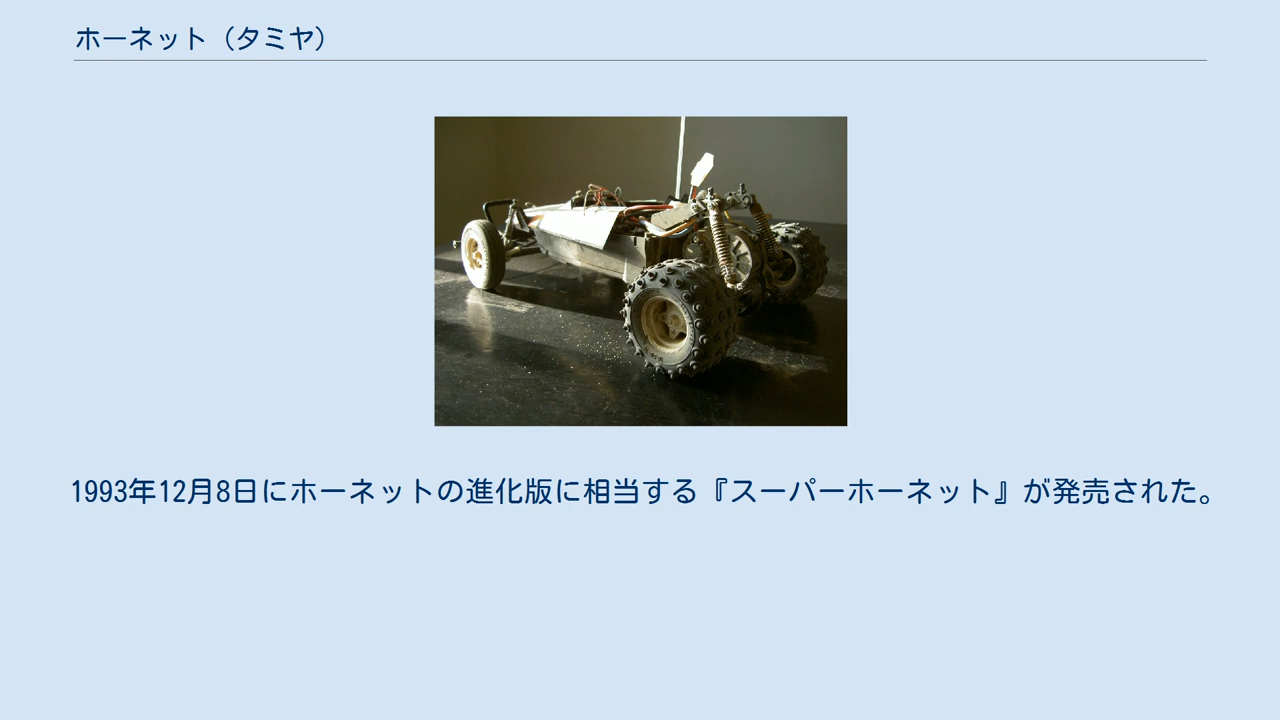 ホーネット（タミヤ）
1993年12月8日にホーネットの進化版に相当する『スーパーホーネット』が発売された。